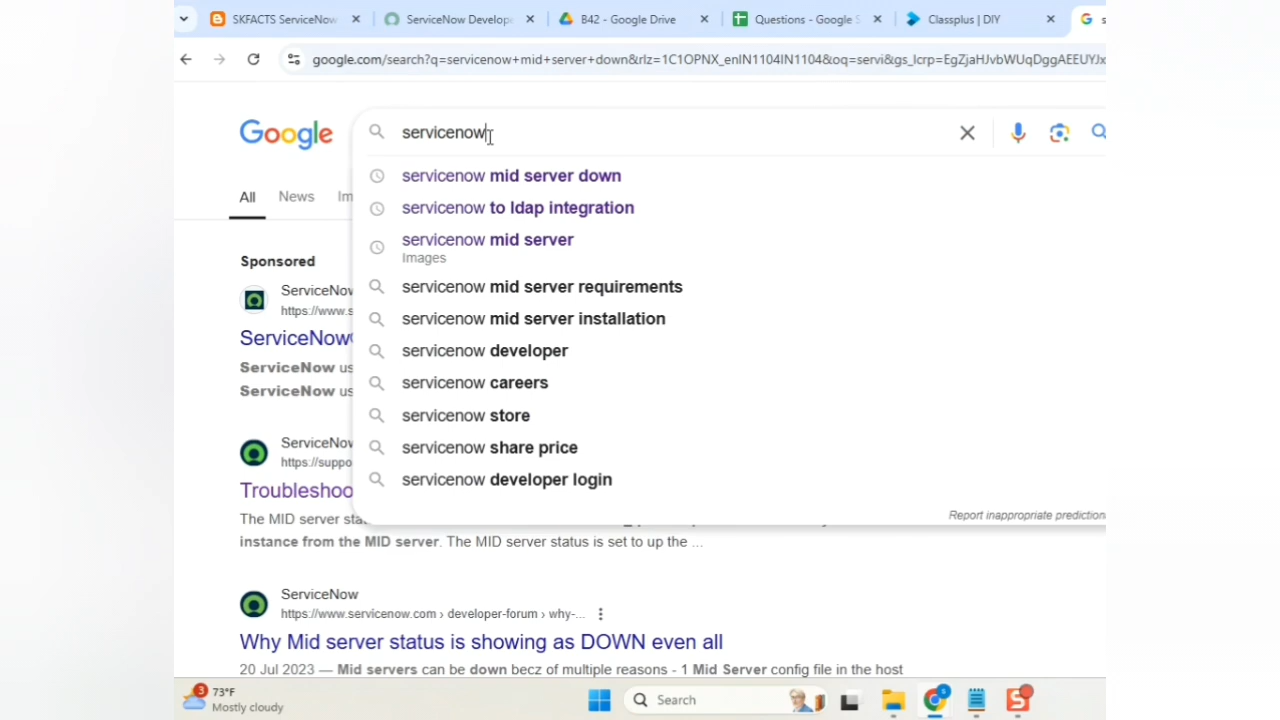 SKFACTS ServiceNow
ServiceNow Develop
B42 - Google Drive
Questions - Google S
Classplus | DIY
google.com/search?q=servicenow+mid+server+down&rlz=1C1OPNX_enIN1104IN1104&oq=servi&gs_lcrp=EgZjaHJvbWUqDggAEEUYJx
Google
servicenow
All
News
Im
servicenow mid server down
servicenow to ldap integration
servicenow mid server
Images
servicenow mid server requirements
servicenow mid server installation
servicenow developer
servicenow careers
servicenow store
servicenow share price
servicenow developer login
Report inappropriate prediction
Sponsored
ServiceNow
https://www.s
ServiceNow
ServiceNow us
ServiceNow us
ServiceNow
https://suppo
Troubleshoo
The MID server sta
instance from the MID server. The MID server status is set to up the ...
ServiceNow
https://www.servicenow.com › developer-forum › why-...
Why Mid server status is showing as DOWN even all
20 Jul 2023 — Mid servers can be down becz of multiple reasons - 1 Mid Server config file in the host
3
73°F
Mostly cloudy
Search